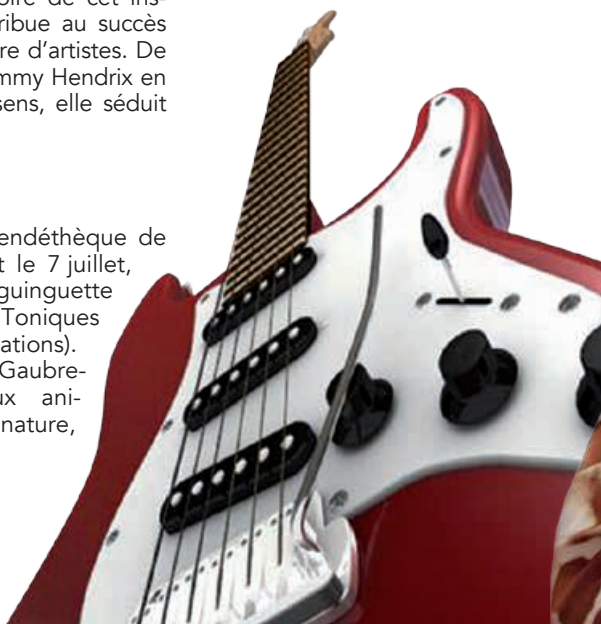 oire de cet ins-
ribue au succès
re d'artistes. De
mmy Hendrix en
sens, elle séduit
endéthèque de
t le 7 juillet,
guinguette
Toniques
ations).
Gaubre-
ux ani-
nature,